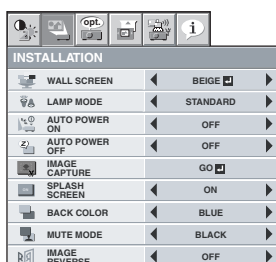 opt.
i
INSTALLATION
WALL SCREEN BEIGE
LAMP MODE STANDARD
AUTO POWER
ON OFF
AUTO POWER
OFF OFF
IMAGE
CAPTURE GO
SPLASH
SCREEN ON
BACK COLOR BLUE
MUTE MODE BLACK
IMAGE
REVERSE OFF